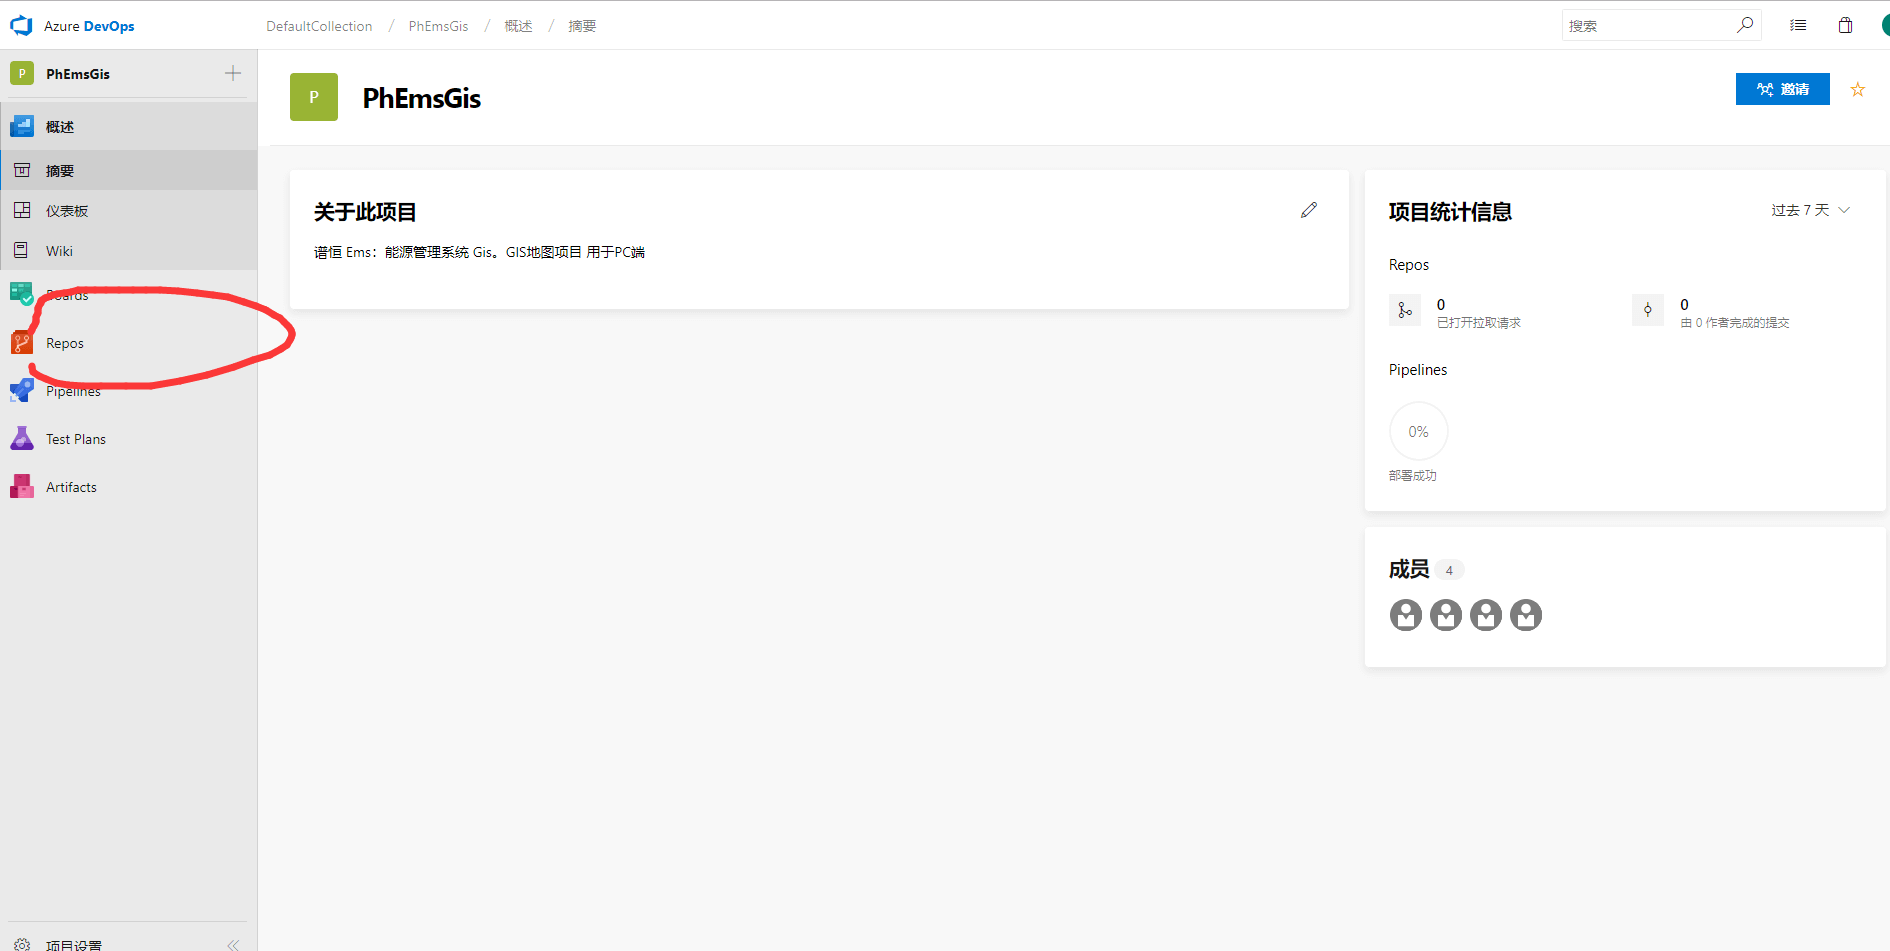 Azure DevOps
DefaultCollection / PhEmsGis / 概述 / 摘要
搜索
P PhEmsGis
概述
摘要
仪表板
Wiki
Boards
Repos
Pipelines
Test Plans
Artifacts
项目设置
P PhEmsGis
邀请
关于此项目
谱恒 Ems：能源管理系统 Gis。GIS地图项目 用于PC端
项目统计信息
过去 7 天
Repos
0
已打开拉取请求
0
由 0 作者完成的提交
Pipelines
0%
部署成功
成员 4